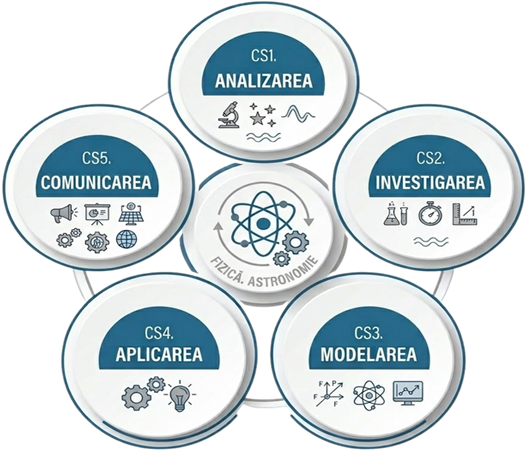 CS1.
ANALIZAREA
CS5.
COMUNICAREA
CS2.
INVESTIGAREA
FIZICĂ. ASTRONOMIE
CS4.
APLICAREA
CS3.
MODELAREA
F P
F F